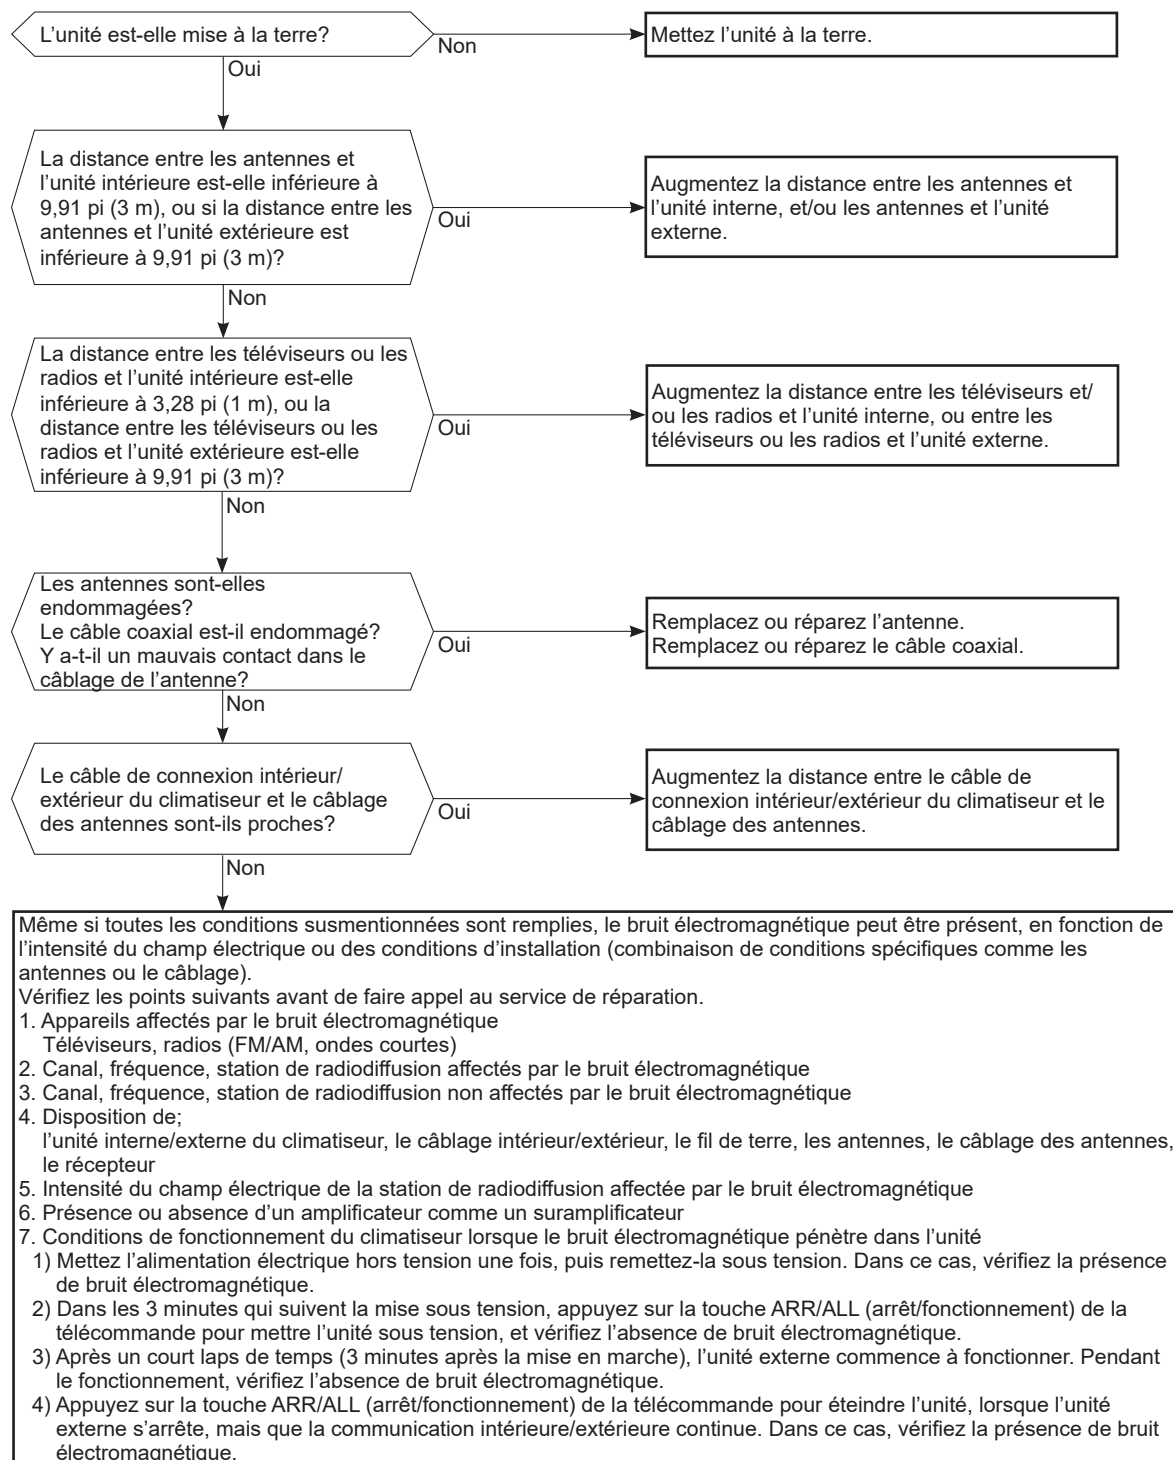 L'unité est-elle mise à la terre?
Non
Mettez l'unité à la terre.
Oui
La distance entre les antennes et
l'unité intérieure est-elle inférieure à
9,91 pi (3 m), ou si la distance entre les
antennes et l'unité extérieure est
inférieure à 9,91 pi (3 m)?
Oui
Augmentez la distance entre les antennes et
l'unité interne, et/ou les antennes et l'unité
externe.
Non
La distance entre les téléviseurs ou les
radios et l'unité intérieure est-elle
inférieure à 3,28 pi (1 m), ou la
distance entre les téléviseurs ou les
radios et l'unité extérieure est-elle
inférieure à 9,91 pi (3 m)?
Oui
Augmentez la distance entre les téléviseurs et/
ou les radios et l'unité interne, ou entre les
téléviseurs ou les radios et l'unité externe.
Non
Les antennes sont-elles
endommagées?
Le câble coaxial est-il endommagé?
Y a-t-il un mauvais contact dans le
câblage de l'antenne?
Oui
Remplacez ou réparez l'antenne.
Remplacez ou réparez le câble coaxial.
Non
Le câble de connexion intérieur/
extérieur du climatiseur et le câblage
des antennes sont-ils proches?
Oui
Augmentez la distance entre le câble de
connexion intérieur/extérieur du climatiseur et le
câblage des antennes.
Non
Même si toutes les conditions susmentionnées sont remplies, le bruit électromagnétique peut être présent, en fonction de
l'intensité du champ électrique ou des conditions d'installation (combinaison de conditions spécifiques comme les
antennes ou le câblage).
Vérifiez les points suivants avant de faire appel au service de réparation.
1. Appareils affectés par le bruit électromagnétique
Téléviseurs, radios (FM/AM, ondes courtes)
2. Canal, fréquence, station de radiodiffusion affectés par le bruit électromagnétique
3. Canal, fréquence, station de radiodiffusion non affectés par le bruit électromagnétique
4. Disposition de;
l'unité interne/externe du climatiseur, le câblage intérieur/extérieur, le fil de terre, les antennes, le câblage des antennes,
le récepteur
5. Intensité du champ électrique de la station de radiodiffusion affectée par le bruit électromagnétique
6. Présence ou absence d'un amplificateur comme un suramplificateur
7. Conditions de fonctionnement du climatiseur lorsque le bruit électromagnétique pénètre dans l'unité
1) Mettez l'alimentation électrique hors tension une fois, puis remettez-la sous tension. Dans ce cas, vérifiez la présence
de bruit électromagnétique.
2) Dans les 3 minutes qui suivent la mise sous tension, appuyez sur la touche ARR/ALL (arrêt/fonctionnement) de la
télécommande pour mettre l'unité sous tension, et vérifiez l'absence de bruit électromagnétique.
3) Après un court laps de temps (3 minutes après la mise en marche), l'unité externe commence à fonctionner. Pendant
le fonctionnement, vérifiez l'absence de bruit électromagnétique.
4) Appuyez sur la touche ARR/ALL (arrêt/fonctionnement) de la télécommande pour éteindre l'unité, lorsque l'unité
externe s'arrête, mais que la communication intérieure/extérieure continue. Dans ce cas, vérifiez la présence de bruit
électromagnétique.